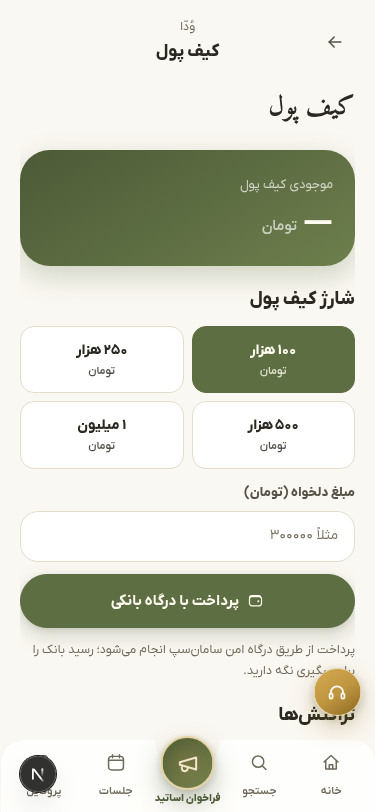 وُدّا
کیف پول
کیف پول
موجودی کیف پول
— تومان
شارژ کیف پول
۱۰۰ هزار
تومان
۲۵۰ هزار
تومان
۵۰۰ هزار
تومان
۱ میلیون
تومان
مبلغ دلخواه (تومان)
مثلاً ۳۰۰۰۰۰
پرداخت با درگاه بانکی
پرداخت از طریق درگاه امن سامان‌سپ انجام می‌شود؛ رسید بانک را
نگه دارید.
تراکنش‌ها
خانه
جستجو
فراخوان اساتید
جلسات
N